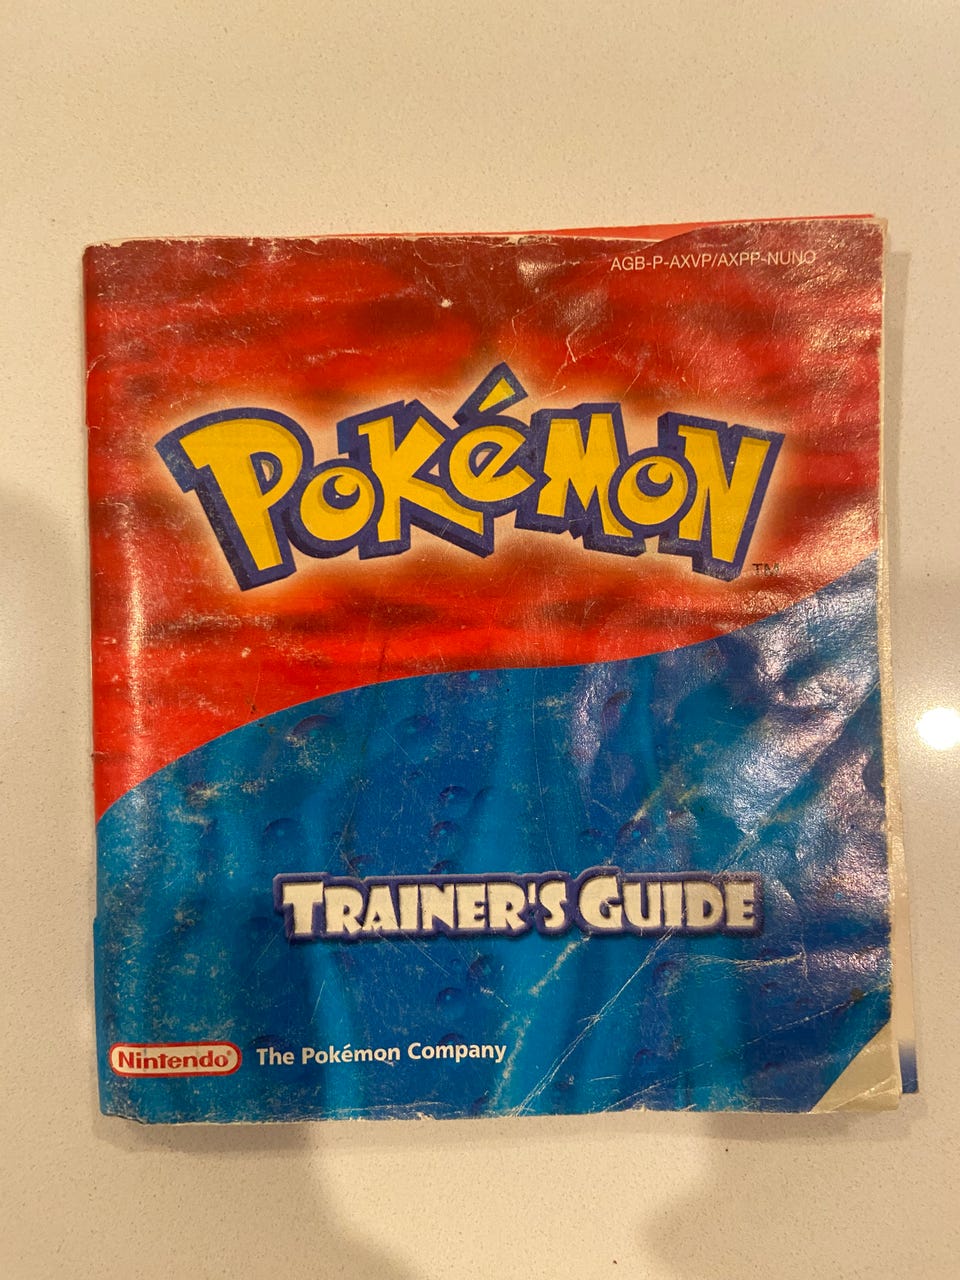 AGB-P-AXVP/AXPP-NUNO
POKéMON
TM
TRAINER'S GUIDE
Nintendo® The Pokémon Company